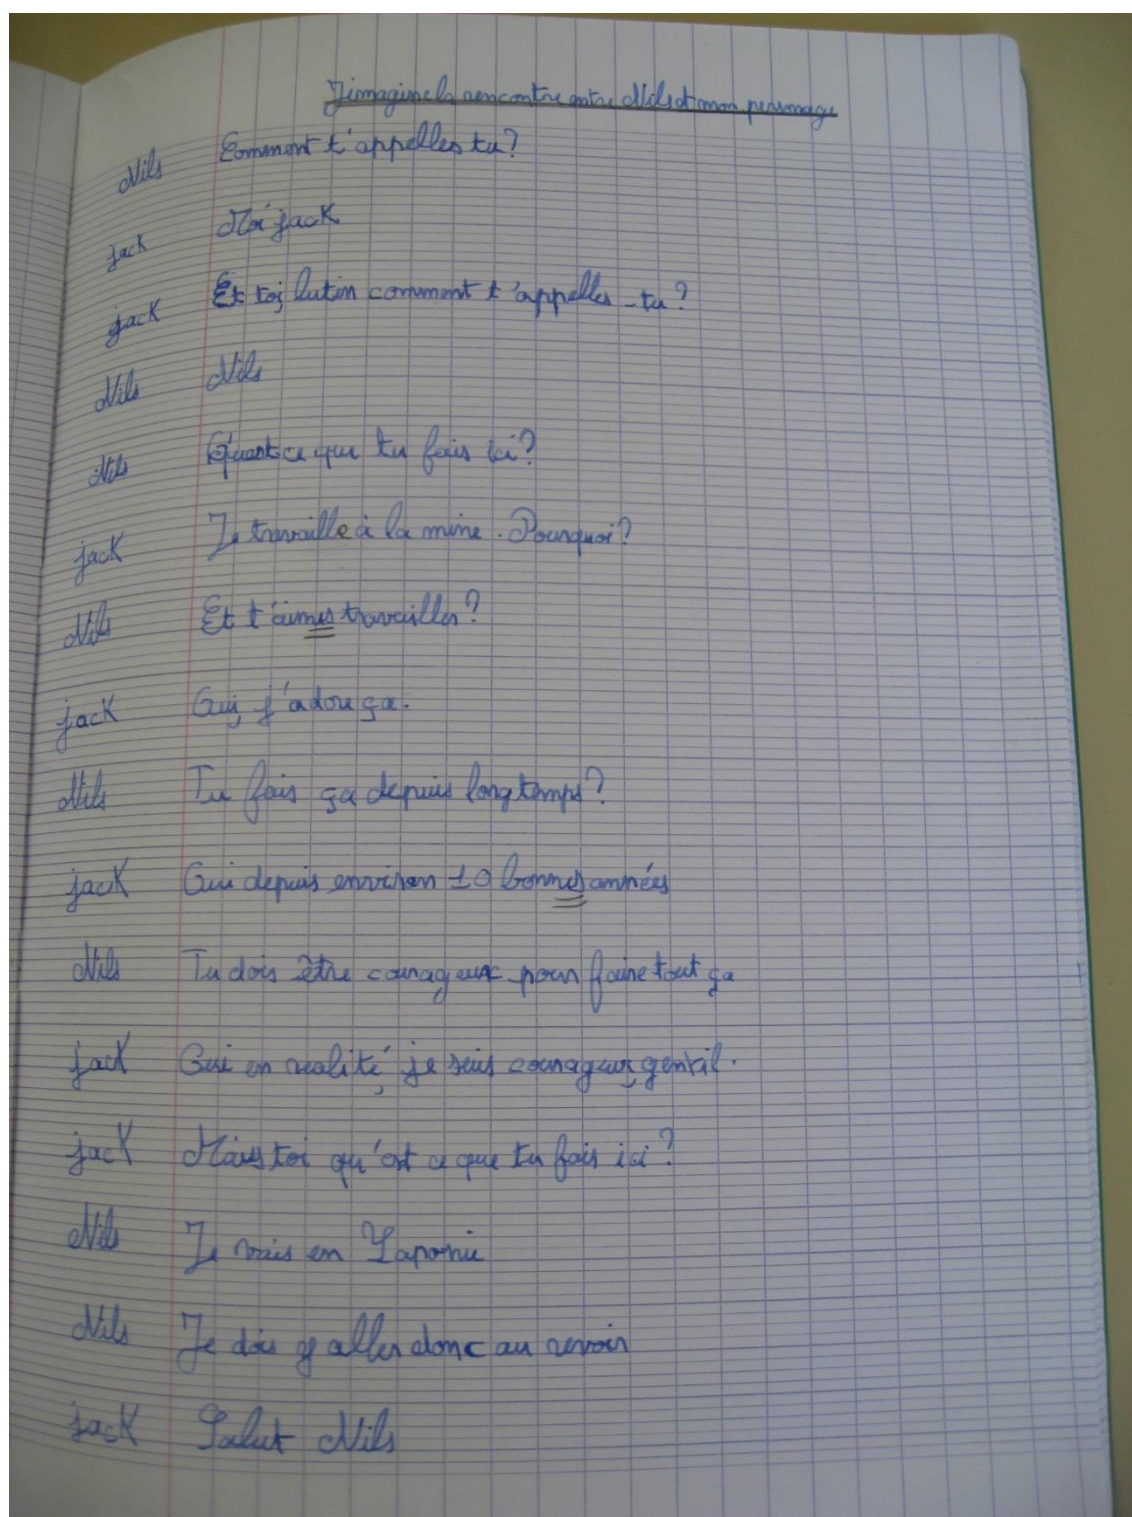 J'imagine la rencontre entre Nils et mon personnage
Nils Comment t'appelles tu?
jack Moi jack
jack Et toi, lutin comment t'appelles-tu?
Nils Nils
Nils Qu'est ce que tu fais ici?
jack Je travaille à la mine. Pourquoi?
Nils Et t'aimes travailler?
jack Oui, j'adore ça.
Nils Tu fais ça depuis longtemps?
jack Oui depuis environ 10 bonnes années
Nils Tu dois être courageux pour faire tout ça
jack Oui en realité, je suis courageux, gentil.
jack Mais toi qu'est ce que tu fais ici?
Nils Je vais en Laponie
Nils Je dois y aller donc au revoir
jack Salut Nils